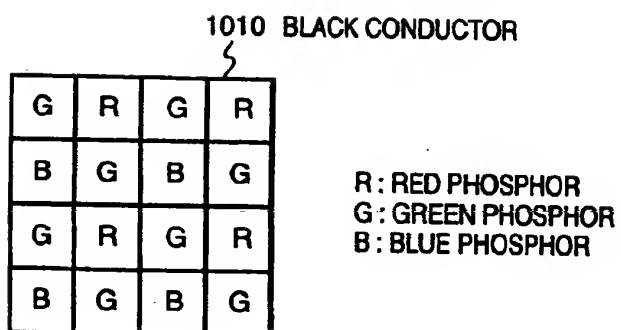 1010 BLACK CONDUCTOR
G R G R
B G B G
G R G R
B G B G
R : RED PHOSPHOR
G : GREEN PHOSPHOR
B : BLUE PHOSPHOR